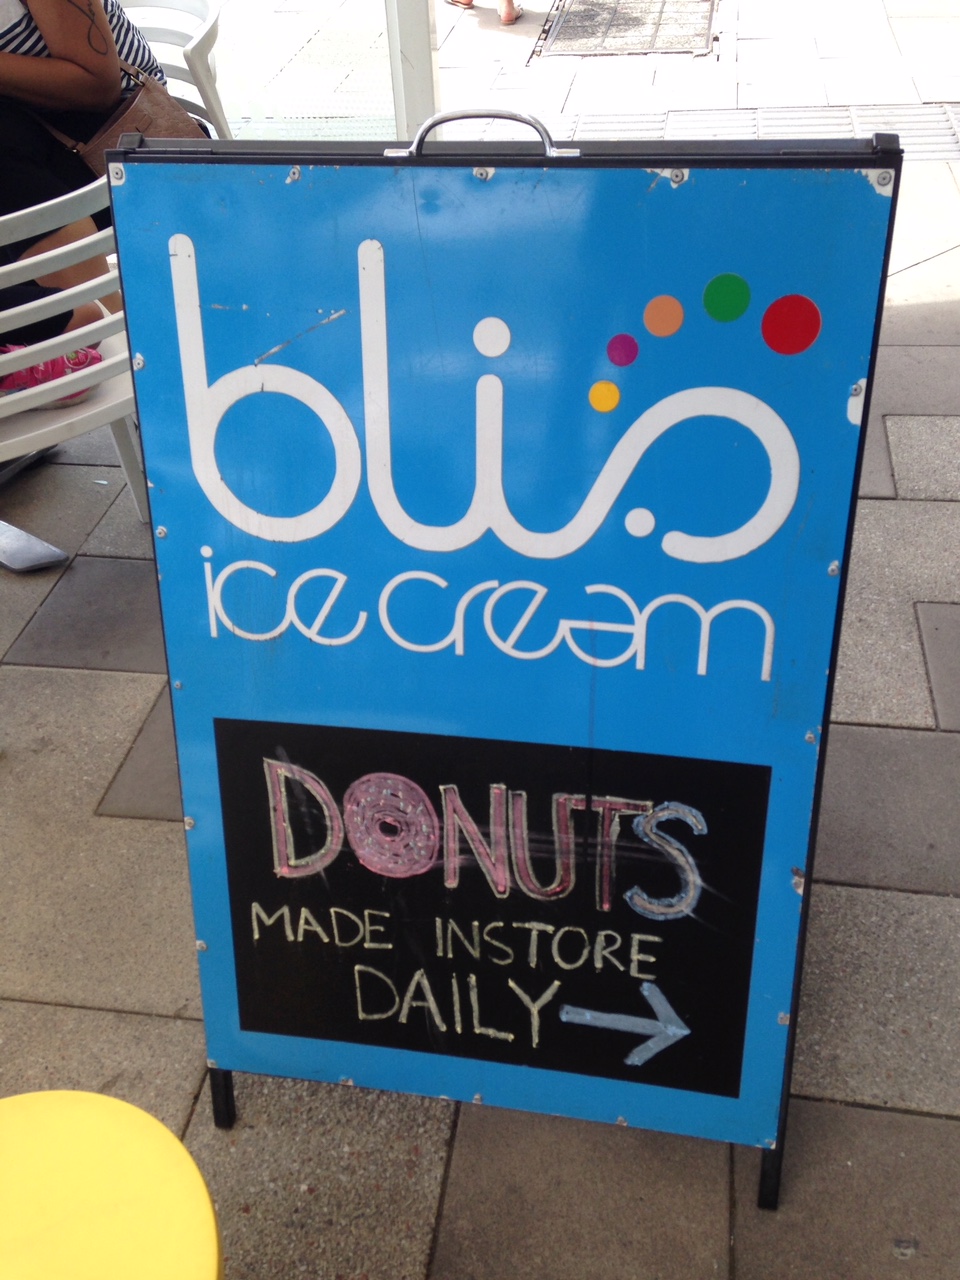 bliss
ice cream
DONUTS
MADE INSTORE
DAILY →